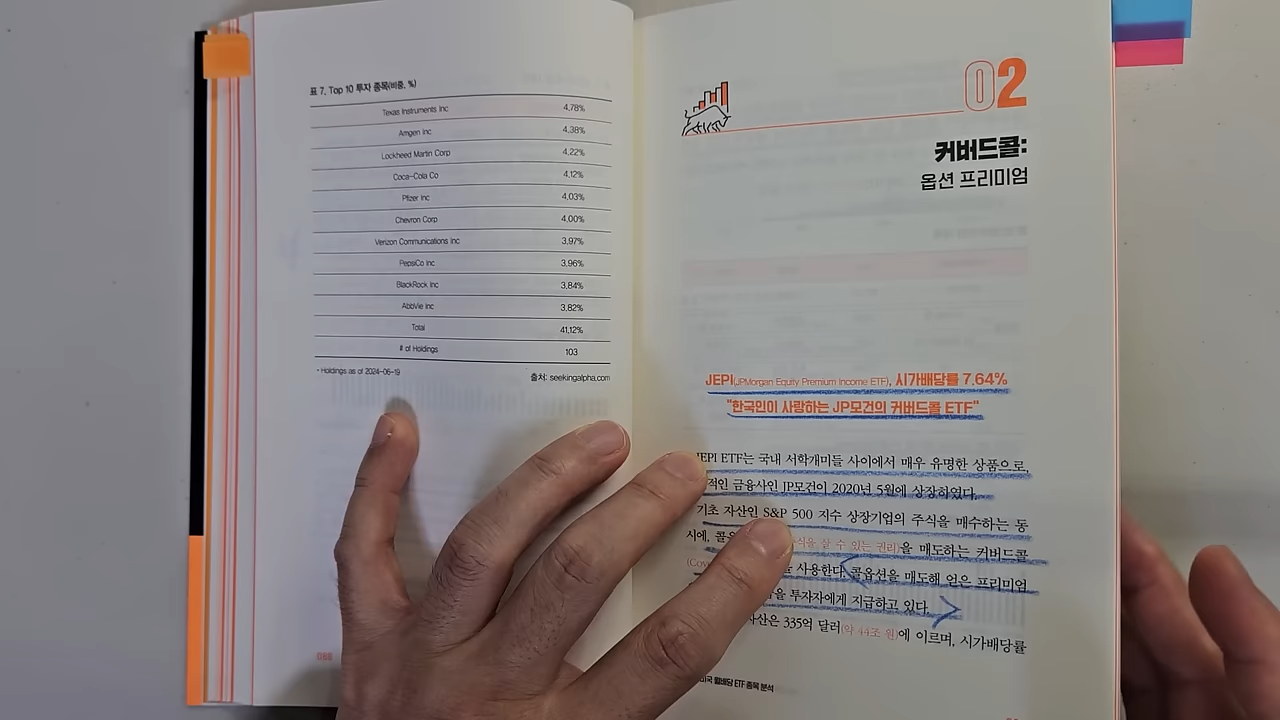 표 7. Top 10 투자 종목(비중, %)
Texas Instruments Inc 4.78%
Amgen Inc 4.38%
Lockheed Martin Corp 4.22%
Coca-Cola Co 4.12%
Pfizer Inc 4.03%
Chevron Corp 4.00%
Verizon Communications Inc 3.97%
PepsiCo Inc 3.96%
BlackRock Inc 3.84%
AbbVie Inc 3.82%
Total 41.12%
# of Holdings 103
* Holdings as of 2024-06-19
출처: seekingalpha.com
088
02
커버드콜:
옵션 프리미엄
JEPI(JPMorgan Equity Premium Income ETF), 시가배당률 7.64%
"한국인이 사랑하는 JP모건의 커버드콜 ETF"
JEPI ETF는 국내 서학개미들 사이에서 매우 유명한 상품으로,
적인 금융사인 JP모건이 2020년 5월에 상장하였다.
기초 자산인 S&P 500 지수 상장기업의 주식을 매수하는 동
시에, 살 수 있는 권리)을 매도하는 커버드콜
사용한다. 콜옵션을 매도해 얻은 프리미엄
을 투자자에게 지급하고 있다.
자산은 335억 달러(약 44조 원)에 이르며, 시가배당률
미국 월배당 ETF 종목 분석